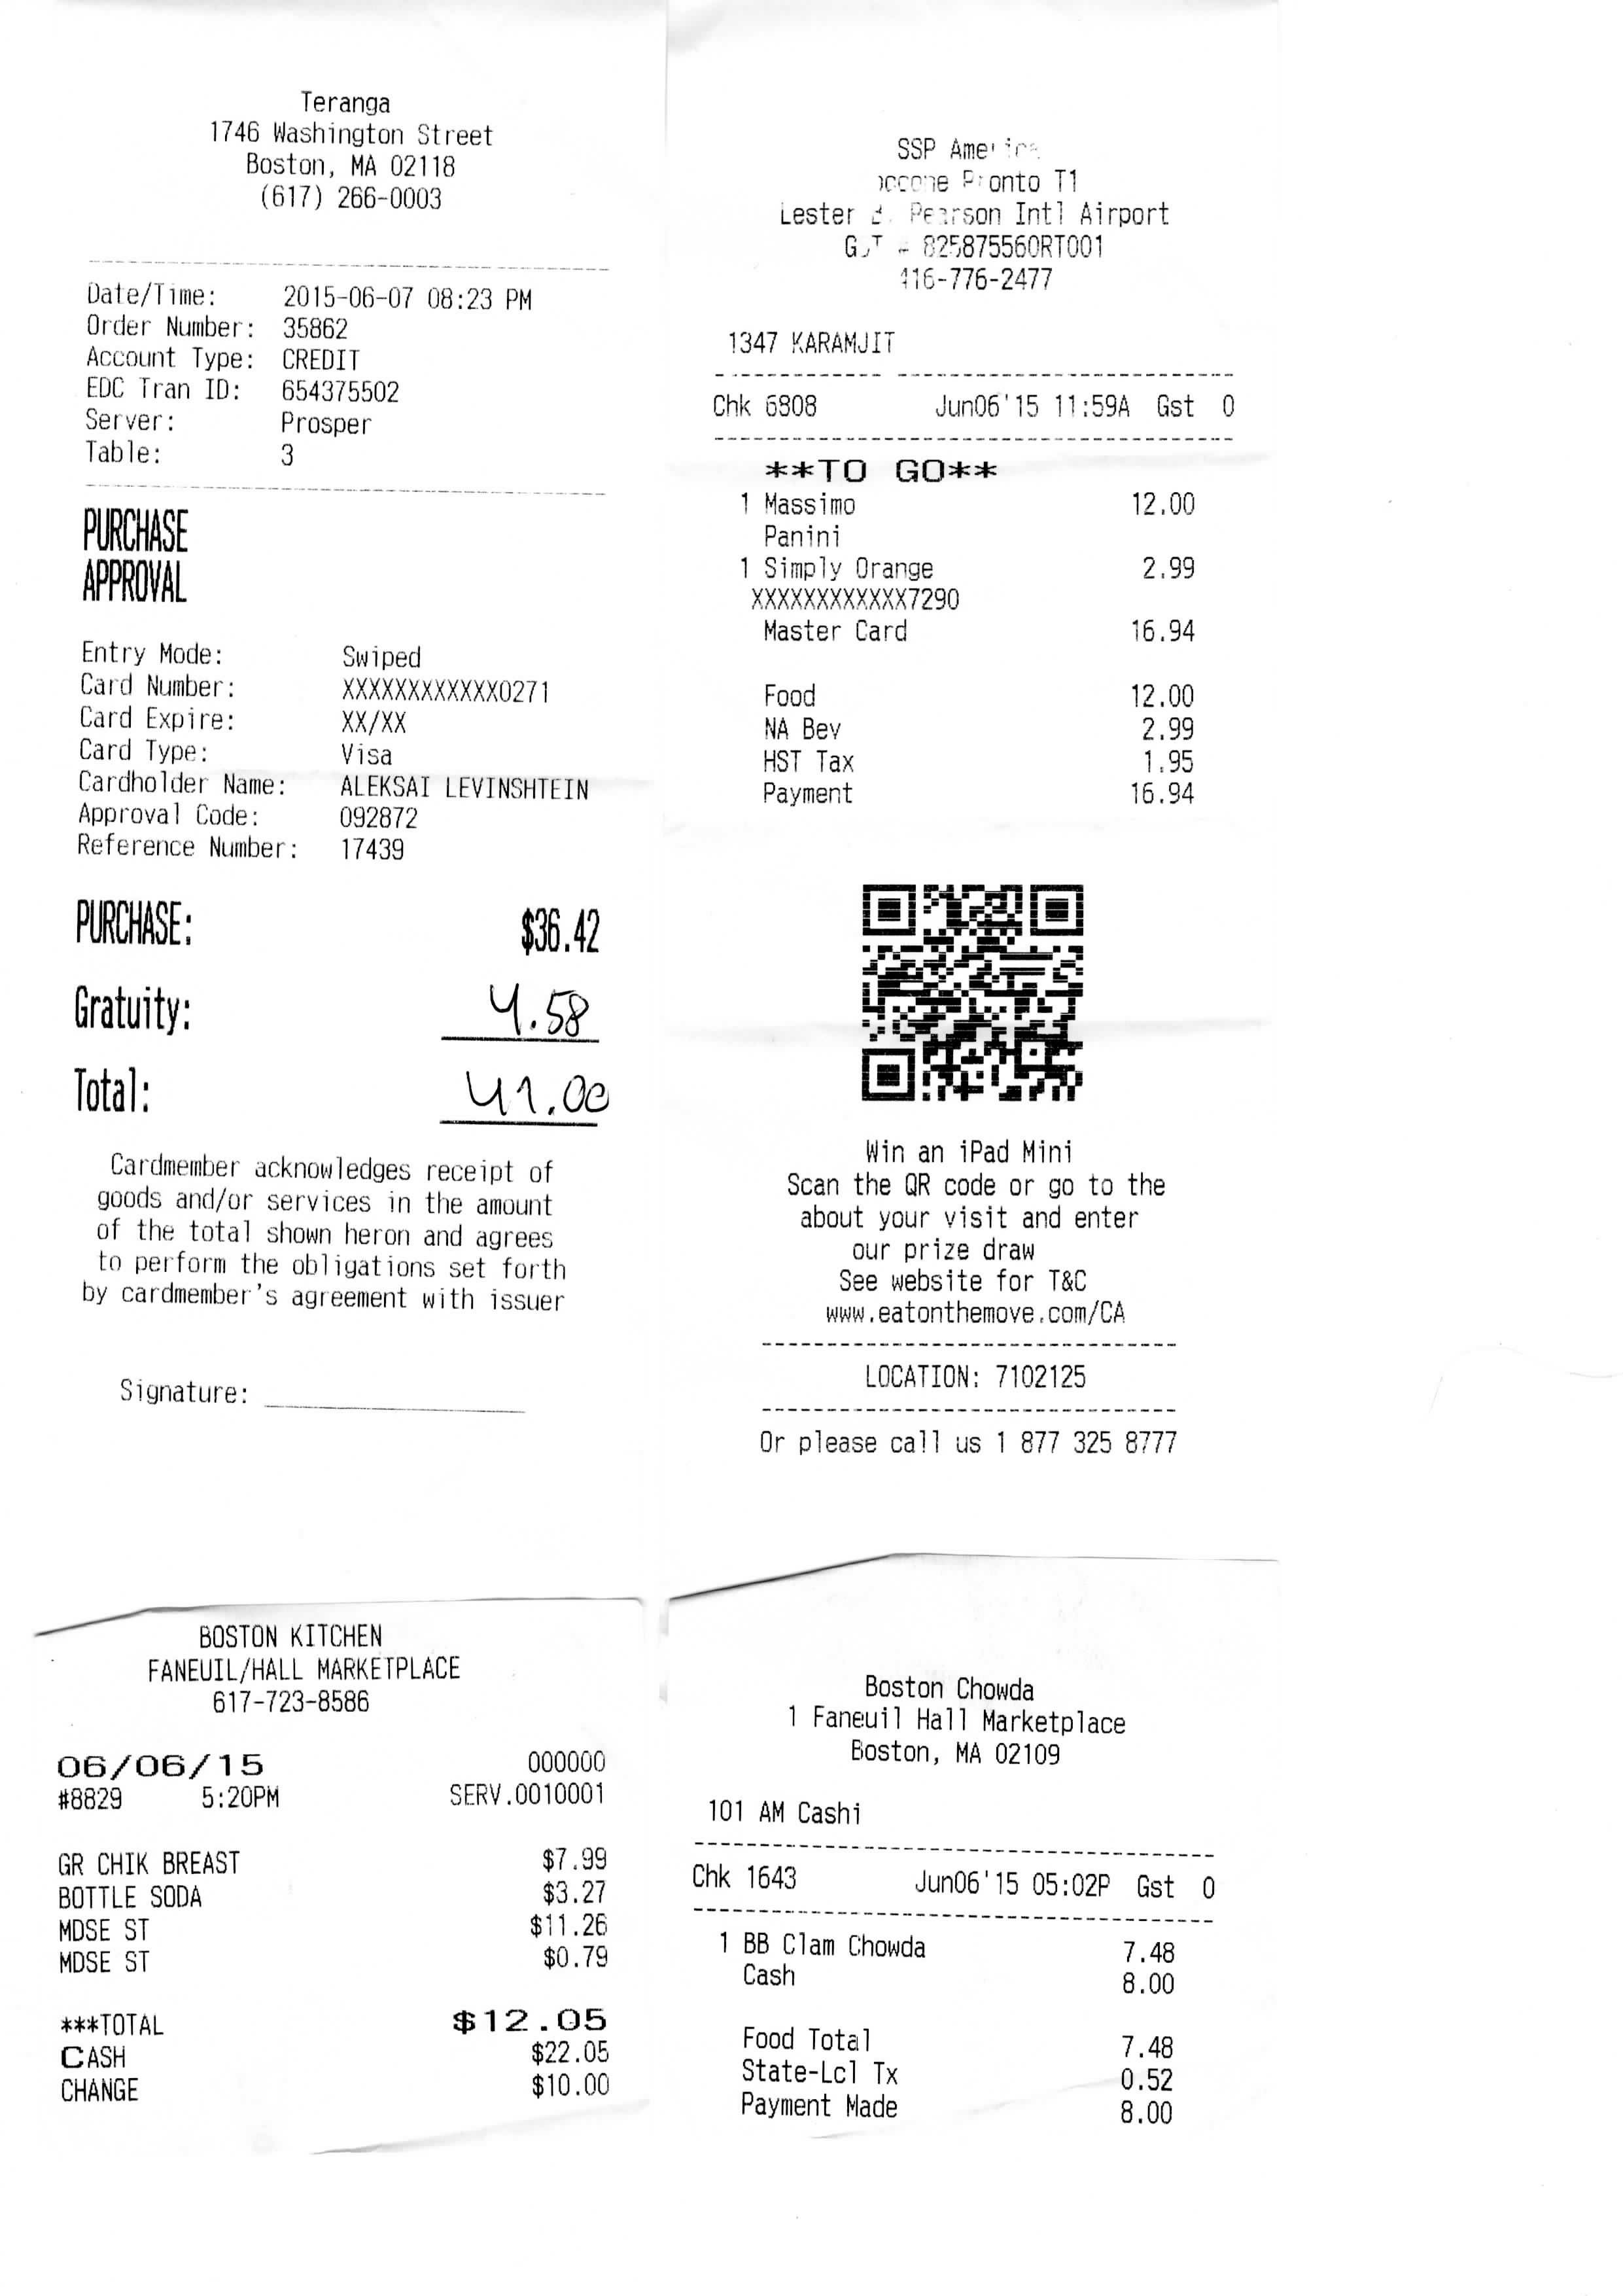 Teranga
1746 Washington Street
Boston, MA 02118
(617) 266-0003
Date/Time: 2015-06-07 08:23 PM
Order Number: 35862
Account Type: CREDIT
EDC Tran ID: 654375502
Server: Prosper
Table: 3
PURCHASE
APPROVAL
Entry Mode: Swiped
Card Number: XXXXXXXXXXXX0271
Card Expire: XX/XX
Card Type: Visa
Cardholder Name: ALEKSAI LEVINSHTEIN
Approval Code: 092872
Reference Number: 17439
PURCHASE: $36.42
Gratuity: 4.58
Total: 41.00
Cardmember acknowledges receipt of
goods and/or services in the amount
of the total shown heron and agrees
to perform the obligations set forth
by cardmember's agreement with issuer
Signature:
SSP America
Pronto T1
Lester B. Pearson Intl Airport
825875560RT001
416-776-2477
1347 KARAMJIT
Chk 6808 Jun06'15 11:59A Gst 0
**TO GO**
1 Massimo 12.00
Panini
1 Simply Orange 2.99
XXXXXXXXXXXX7290
Master Card 16.94
Food 12.00
NA Bev 2.99
HST Tax 1.95
Payment 16.94
Win an iPad Mini
Scan the QR code or go to the
about your visit and enter
our prize draw
See website for T&C
www.eatonthemove.com/CA
LOCATION: 7102125
Or please call us 1 877 325 8777
BOSTON KITCHEN
FANEUIL/HALL MARKETPLACE
617-723-8586
06/06/15 000000
#8829 5:20PM SERV.0010001
GR CHIK BREAST $7.99
BOTTLE SODA $3.27
MDSE ST $11.26
MDSE ST $0.79
***TOTAL $12.05
CASH $22.05
CHANGE $10.00
Boston Chowda
1 Faneuil Hall Marketplace
Boston, MA 02109
101 AM Cashi
Chk 1643 Jun06'15 05:02P Gst 0
1 BB Clam Chowda 7.48
Cash 8.00
Food Total 7.48
State-Lcl Tx 0.52
Payment Made 8.00